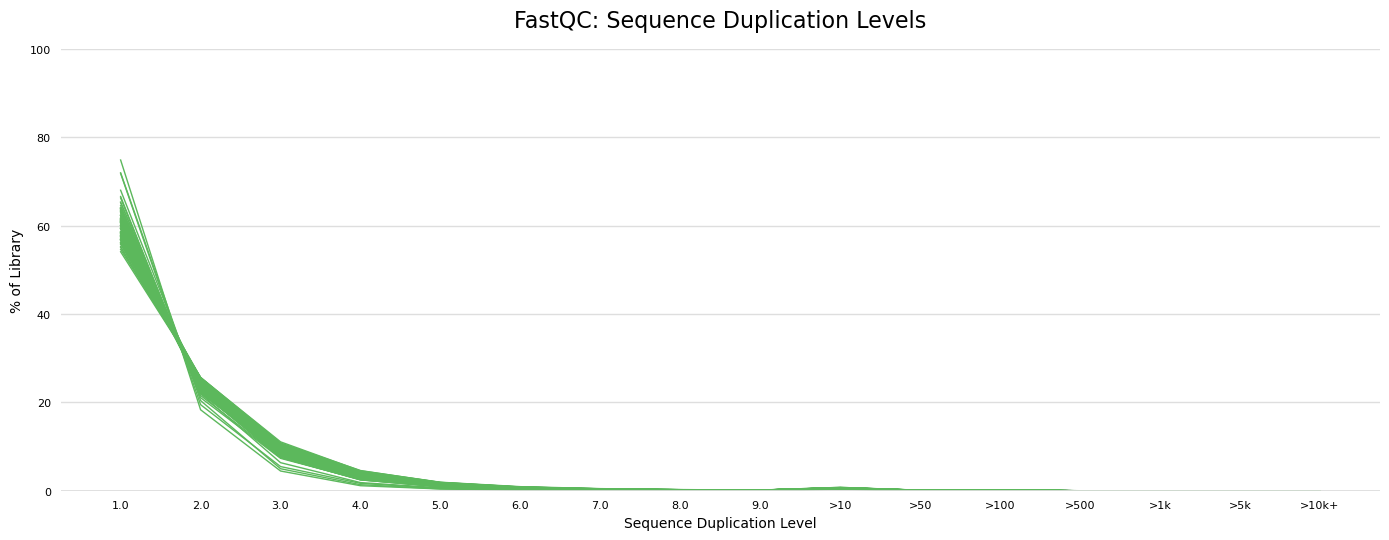 FastQC: Sequence Duplication Levels
100
80
60
40
20
0
% of Library
1.0 2.0 3.0 4.0 5.0 6.0 7.0 8.0 9.0 >10 >50 >100 >500 >1k >5k >10k+
Sequence Duplication Level